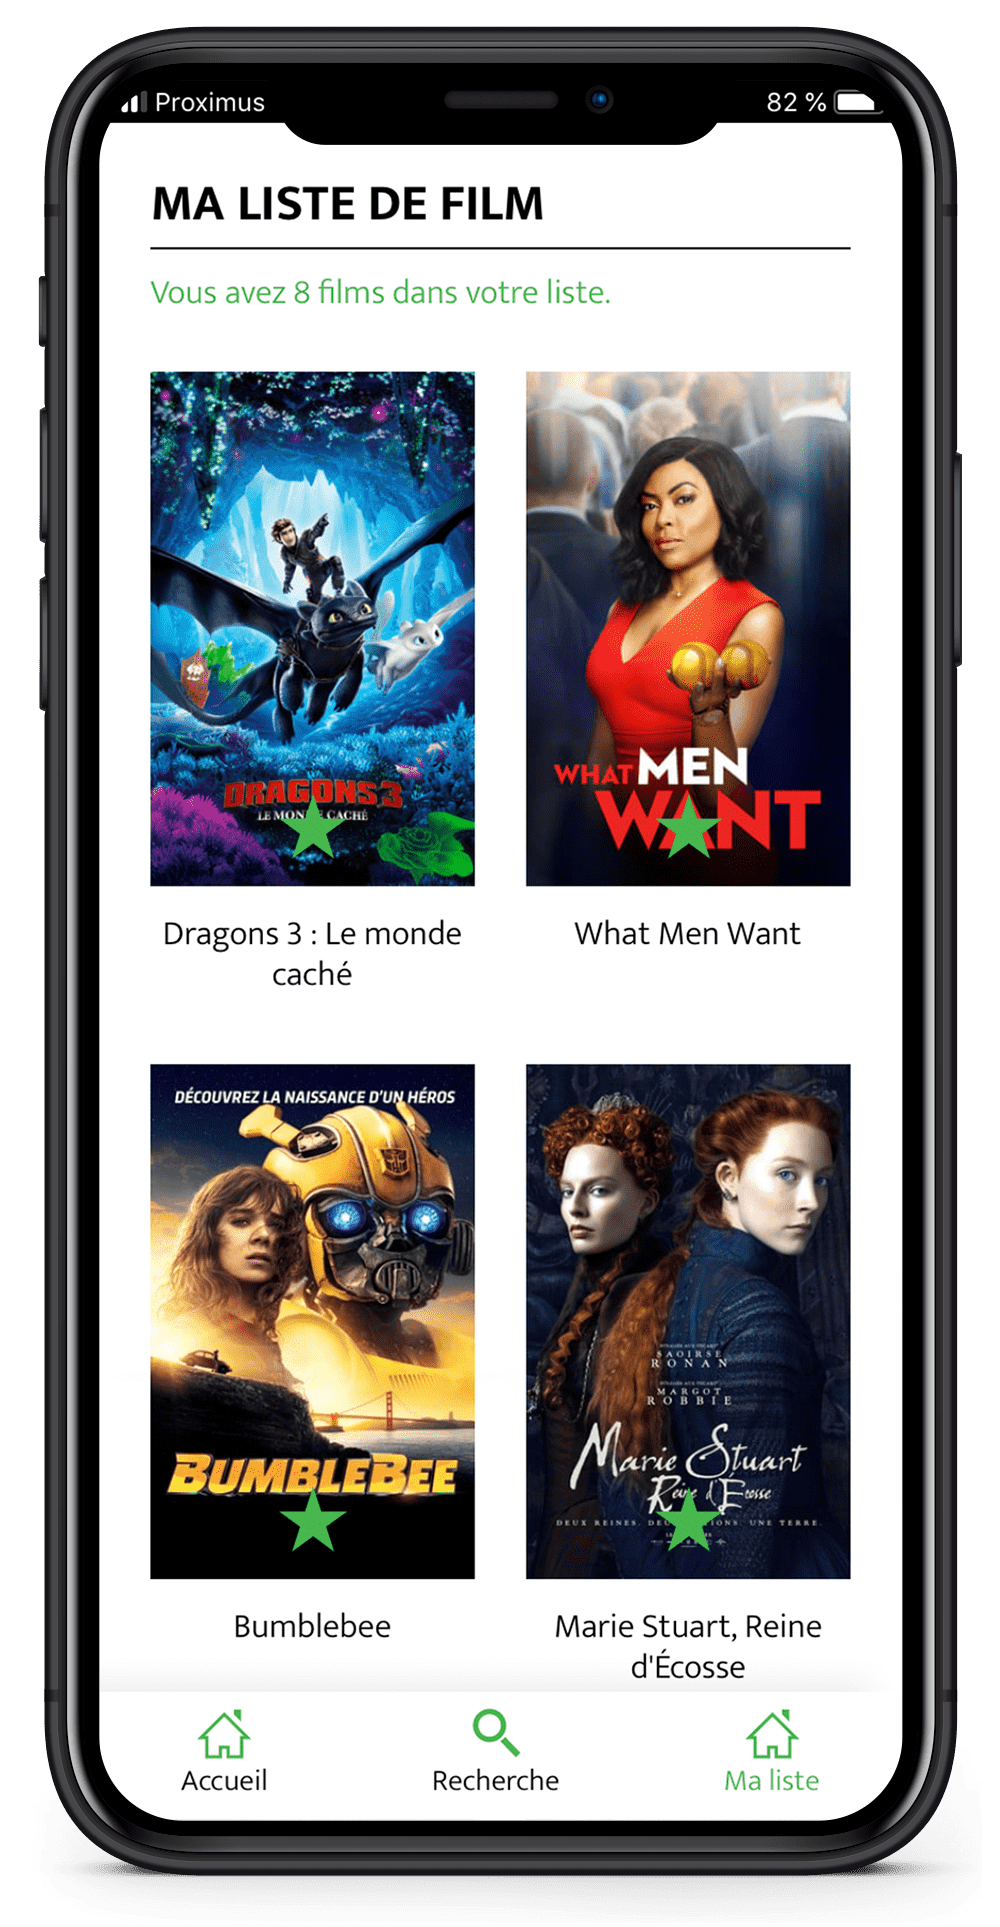 Proximus
82 %
MA LISTE DE FILM
Vous avez 8 films dans votre liste.
DRAGONS 3
LE MONDE CACHÉ
WHAT MEN
WANT
Dragons 3 : Le monde
caché
What Men Want
DÉCOUVREZ LA NAISSANCE D'UN HÉROS
BUMBLEBEE
SAOIRSE
RONAN
MARGOT
ROBBIE
Marie Stuart
Reine d'Écosse
DEUX REINES. UNE TERRE.
Bumblebee
Marie Stuart, Reine
d'Écosse
Accueil
Recherche
Ma liste